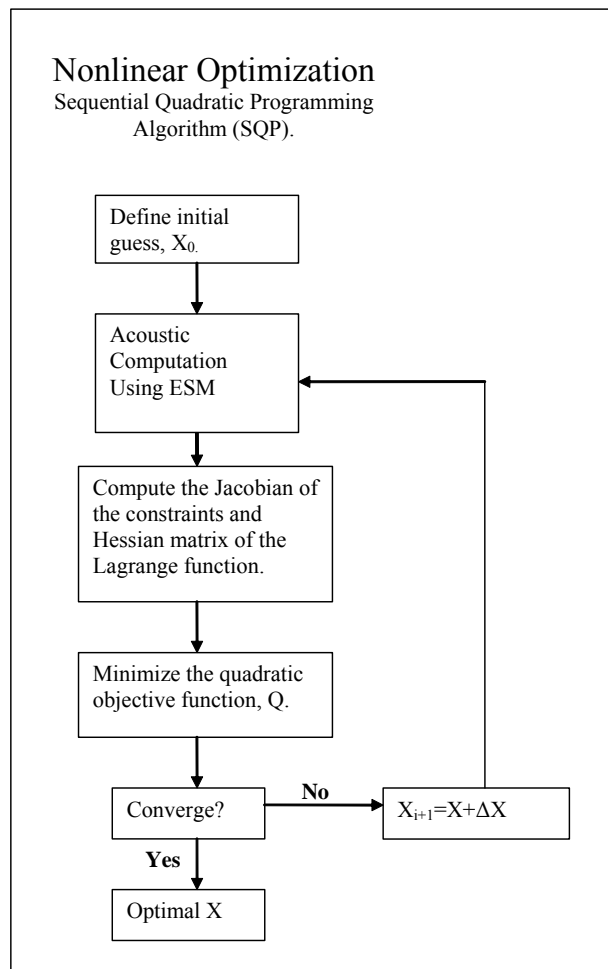 Nonlinear Optimization
Sequential Quadratic Programming
Algorithm (SQP).
Define initial
guess, X₀.
Acoustic
Computation
Using ESM
Compute the Jacobian of
the constraints and
Hessian matrix of the
Lagrange function.
Minimize the quadratic
objective function, Q.
Converge?
No
Xᵢ₊₁=X+ΔX
Yes
Optimal X